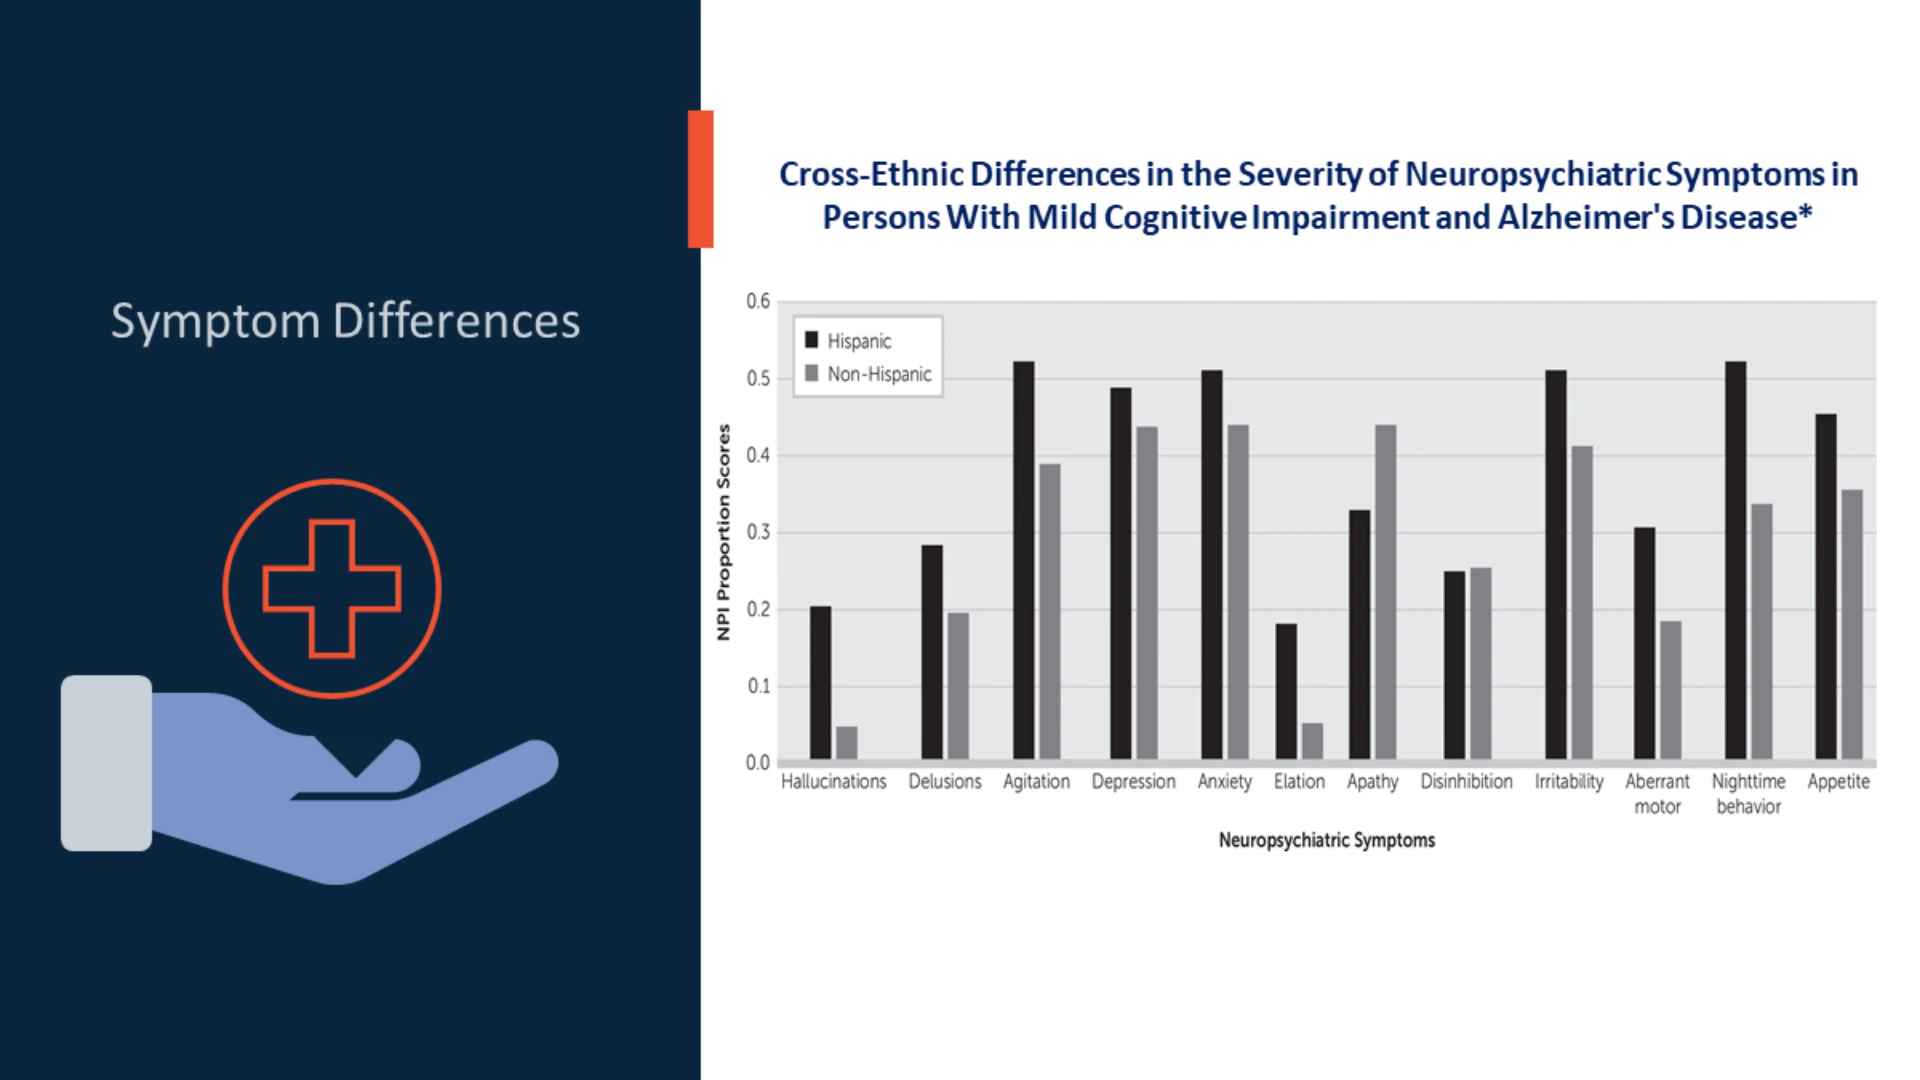 Symptom Differences
Cross-Ethnic Differences in the Severity of Neuropsychiatric Symptoms in
Persons With Mild Cognitive Impairment and Alzheimer's Disease*
NPI Proportion Scores
0.6
0.5
0.4
0.3
0.2
0.1
0.0
Hispanic
Non-Hispanic
Hallucinations Delusions Agitation Depression Anxiety Elation Apathy Disinhibition Irritability Aberrant Nighttime Appetite
motor behavior
Neuropsychiatric Symptoms